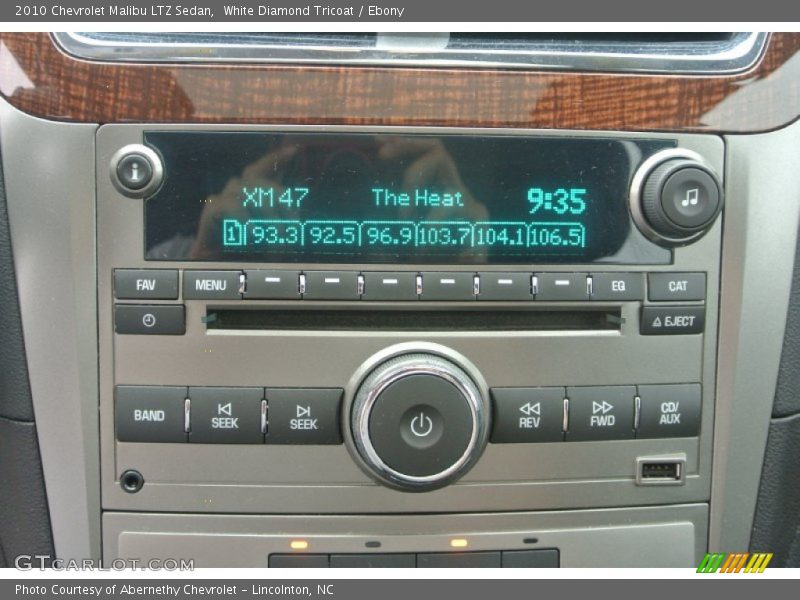 2010 Chevrolet Malibu LTZ Sedan, White Diamond Tricoat / Ebony
i
XM 47 The Heat 9:35
1 93.3 92.5 96.9 103.7 104.1 106.5
FAV MENU EQ CAT
EJECT
BAND SEEK SEEK REV FWD CD/AUX
GTCARLOT.COM
Photo Courtesy of Abernethy Chevrolet – Lincolnton, NC